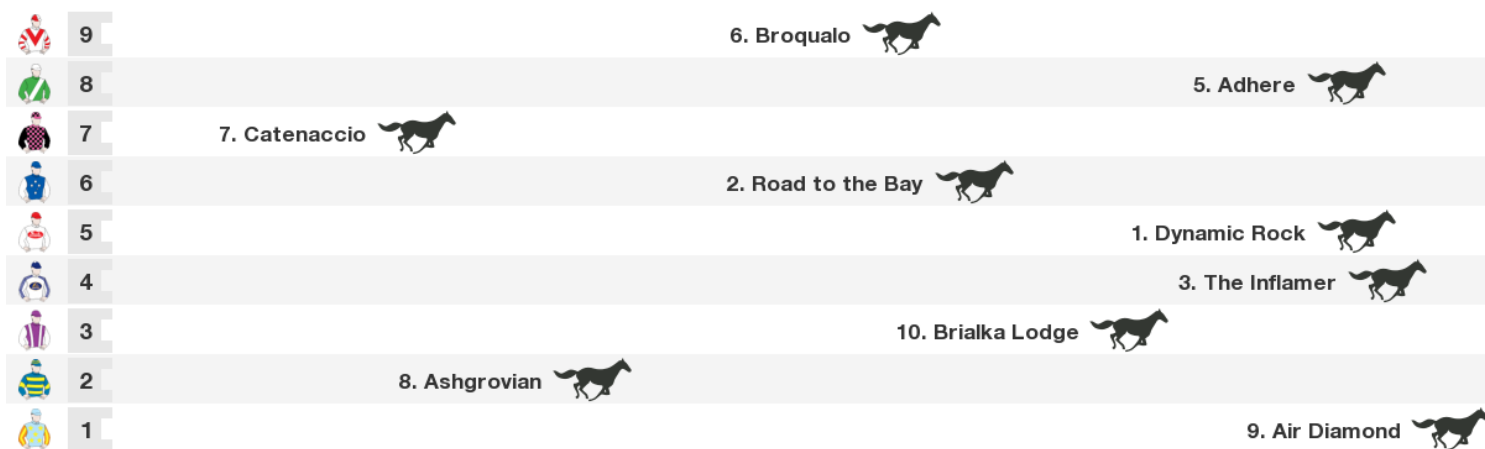 9 6. Broqualo
8 5. Adhere
7 7. Catenaccio
6 2. Road to the Bay
5 1. Dynamic Rock
4 3. The Inflamer
3 10. Brialka Lodge
2 8. Ashgrovian
1 9. Air Diamond